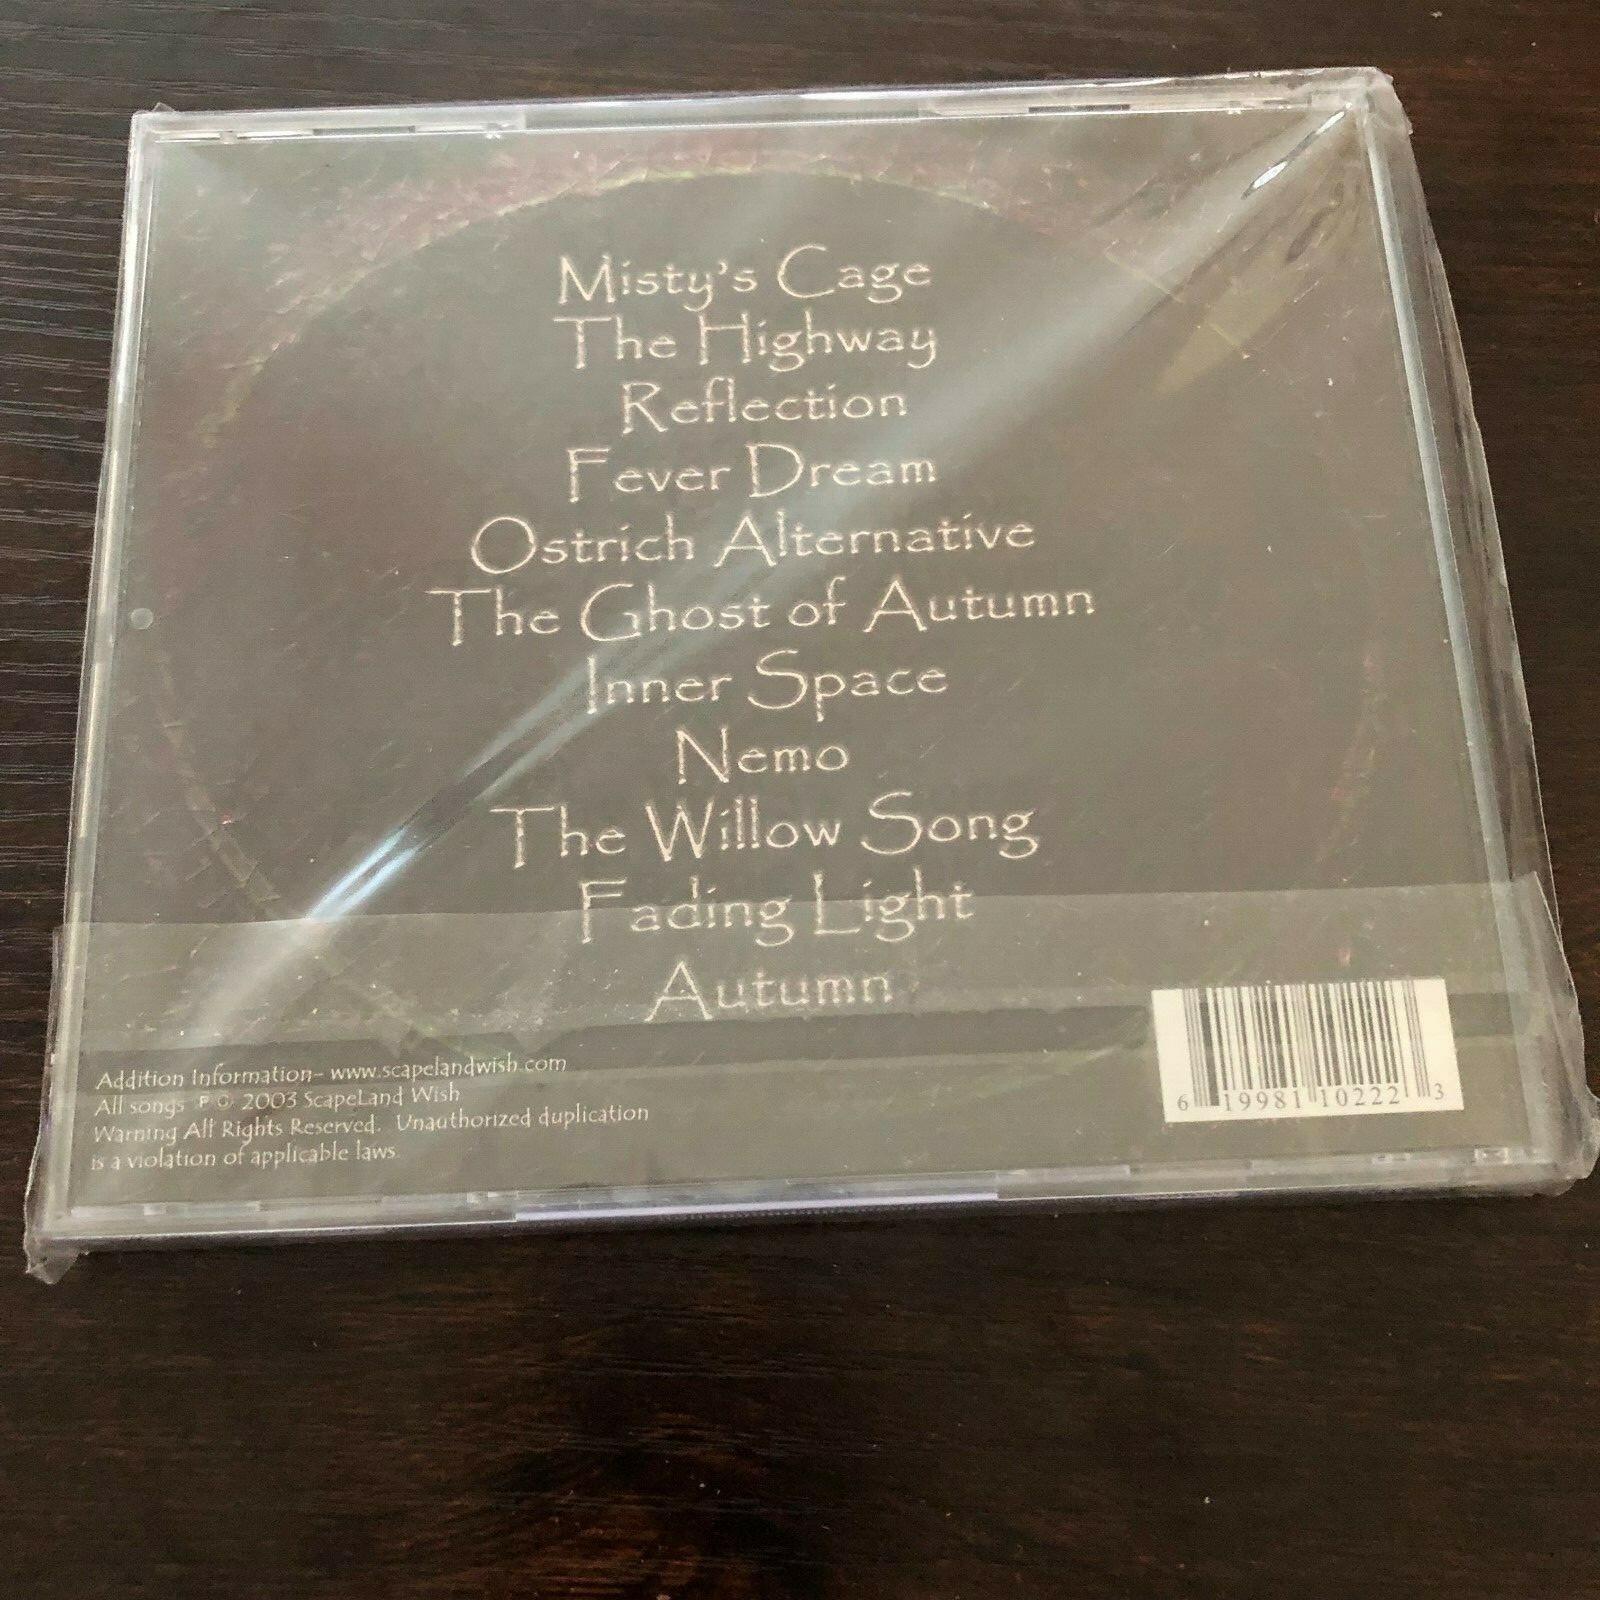 Misty's Cage
The Highway
Reflection
Fever Dream
Ostrich Alternative
The Ghost of Autumn
Inner Space
Nemo
The Willow Song
Fading Light
Autumn
Addition Information- www.scapelandwish.com
All songs ℗ © 2003 ScapeLand Wish
Warning All Rights Reserved. Unauthorized duplication
is a violation of applicable laws.
6 19981 10222 3